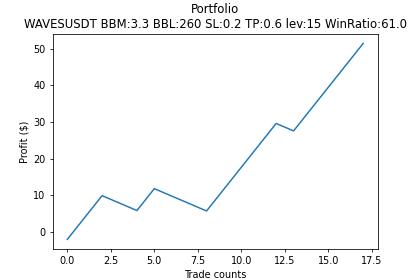 Portfolio
WAVESUSDT BBM:3.3 BBL:260 SL:0.2 TP:0.6 lev:15 WinRatio:61.0
Profit ($)
50
40
30
20
10
0
0.0 2.5 5.0 7.5 10.0 12.5 15.0 17.5
Trade counts